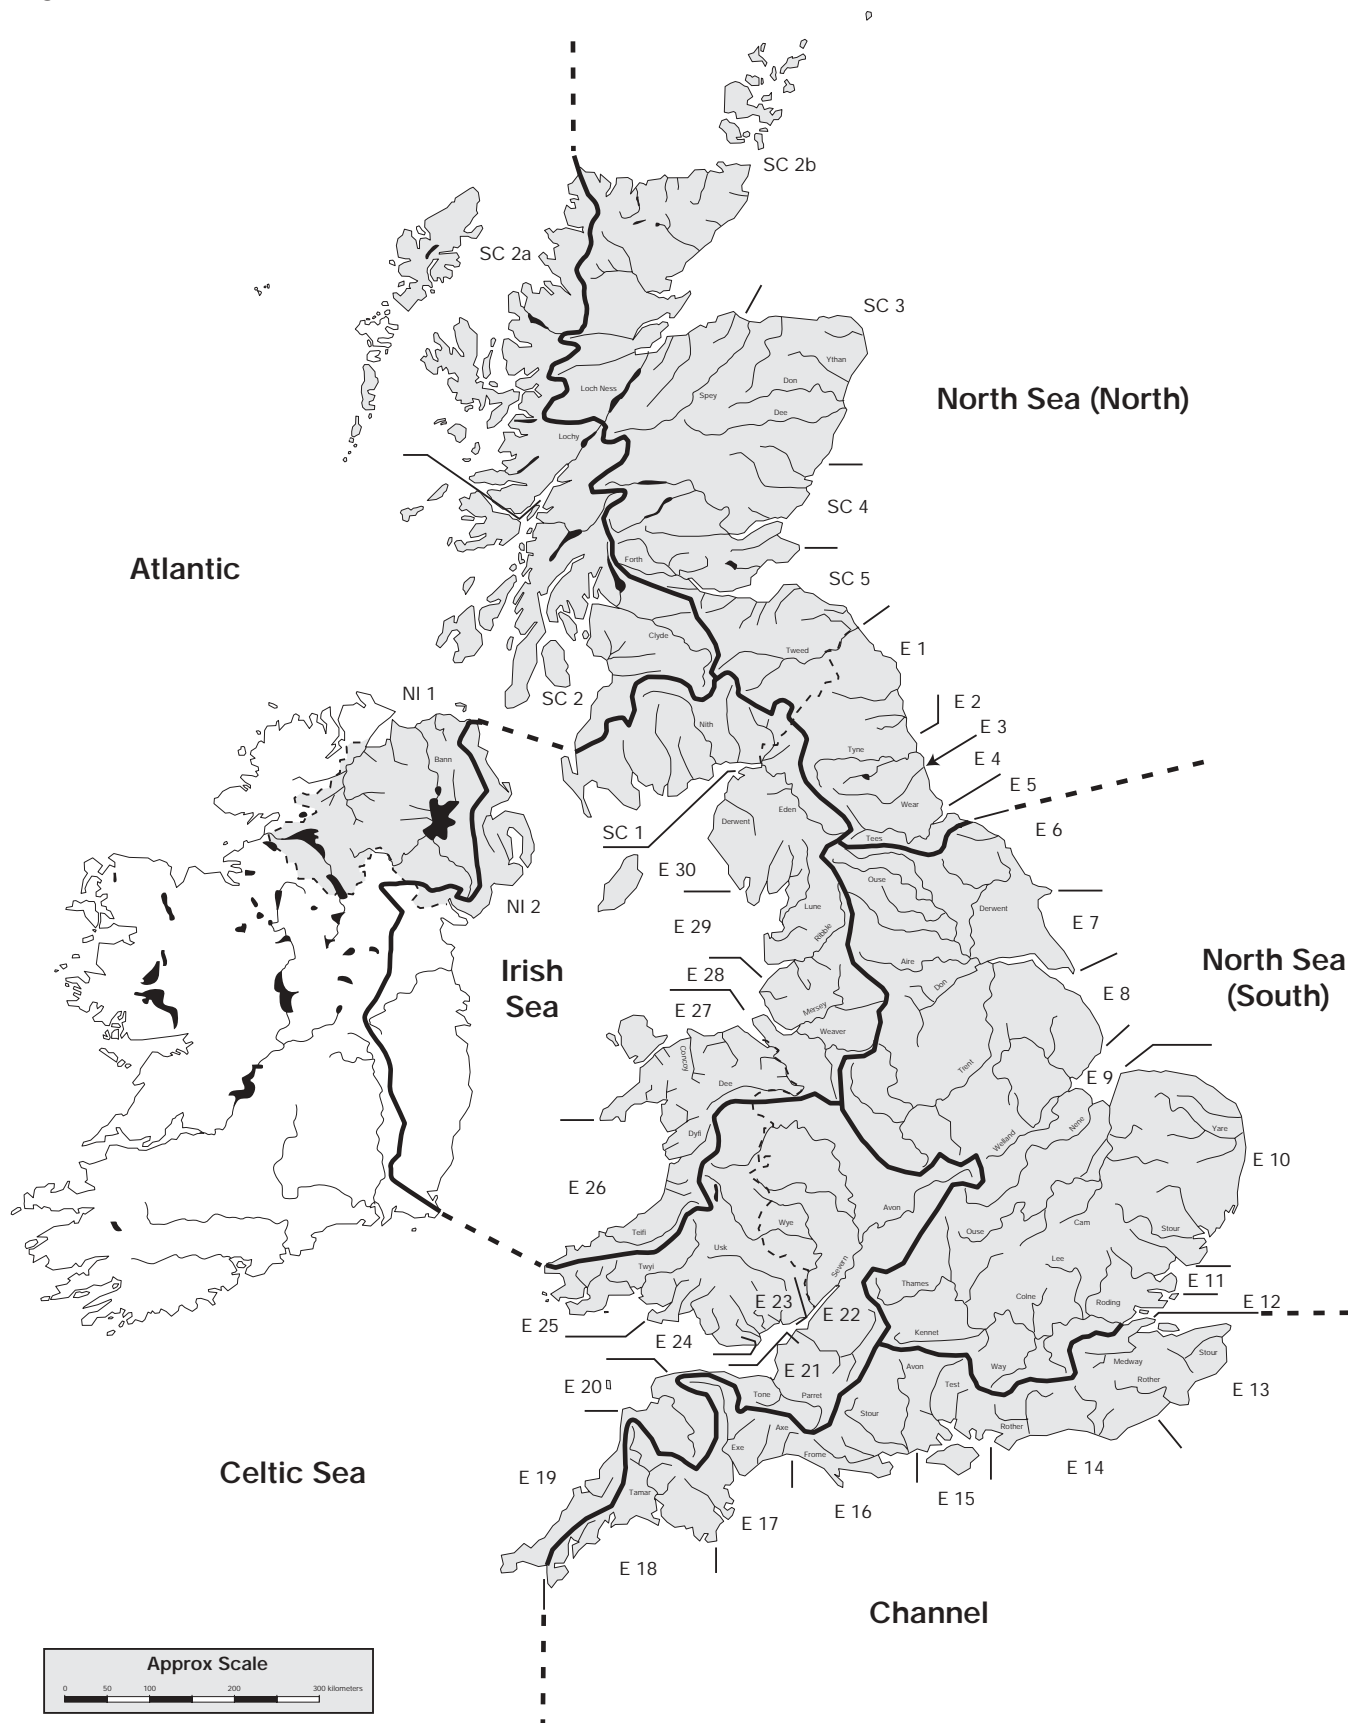 SC 2b
SC 2a
SC 3
Ythan
Loch Ness
Don
Spey
Dee
North Sea (North)
Lochy
SC 4
Atlantic
Forth
SC 5
Clyde
Tweed
E 1
NI 1
SC 2
E 2
Nith
E 3
Tyne
Bann
E 4
E 5
Wear
Eden
Derwent
SC 1
Tees
E 6
E 30
Ouse
Lune
Derwent
NI 2
E 29
Ribble
E 7
Irish
Sea
Aire
North Sea
(South)
E 28
Don
E 8
E 27
Mersey
Weaver
Conwy
Trent
Dee
E 9
Dyfi
Welland
Nene
Yare
E 10
E 26
Avon
Wye
Cam
Stour
Teifi
Ouse
Usk
Lee
Twyi
Severn
Thames
E 11
Colne
Roding
E 23
E 22
E 12
E 25
E 24
Kennet
Stour
E 21
Avon
Way
Medway
E 20
Tone
Parret
Test
Rother
E 13
Stour
Axe
Rother
Exe
Frome
Celtic Sea
E 19
E 14
Tamar
E 15
E 16
E 17
E 18
Channel
Approx Scale
0 50 100 200 300 kilometers